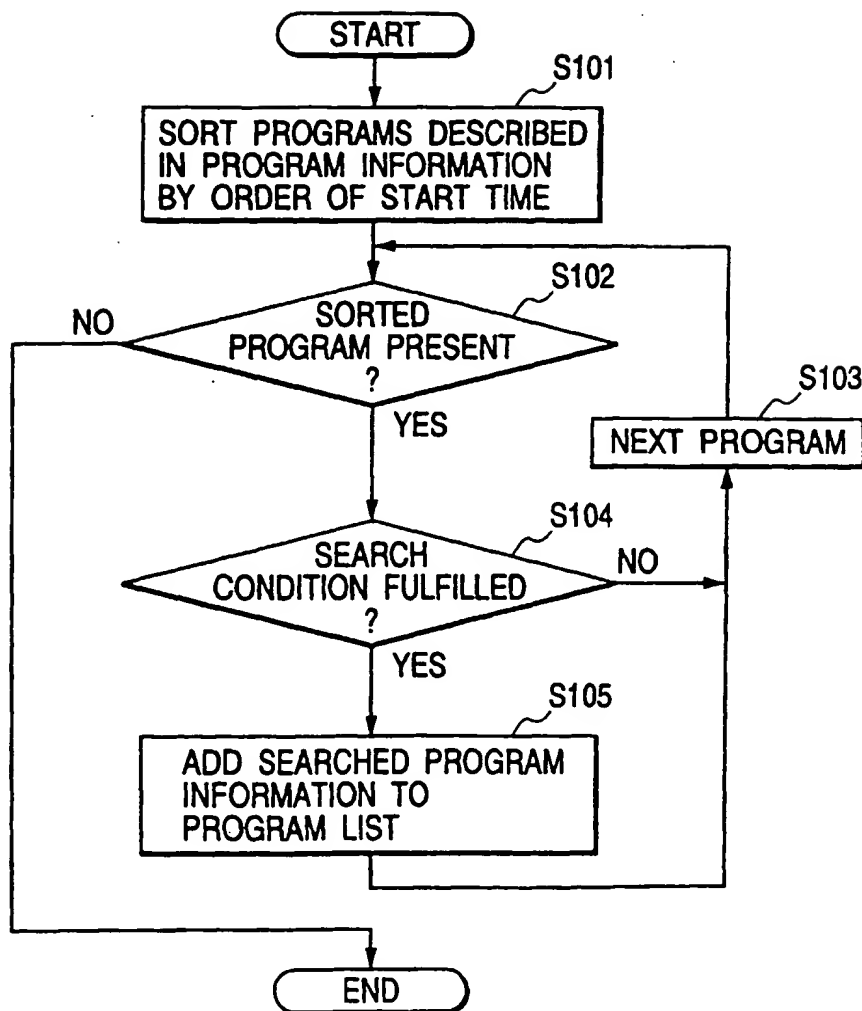 START
S101
SORT PROGRAMS DESCRIBED
IN PROGRAM INFORMATION
BY ORDER OF START TIME
S102
NO
SORTED
PROGRAM PRESENT
?
YES
S103
NEXT PROGRAM
S104
SEARCH
CONDITION FULFILLED
?
NO
YES
S105
ADD SEARCHED PROGRAM
INFORMATION TO
PROGRAM LIST
END